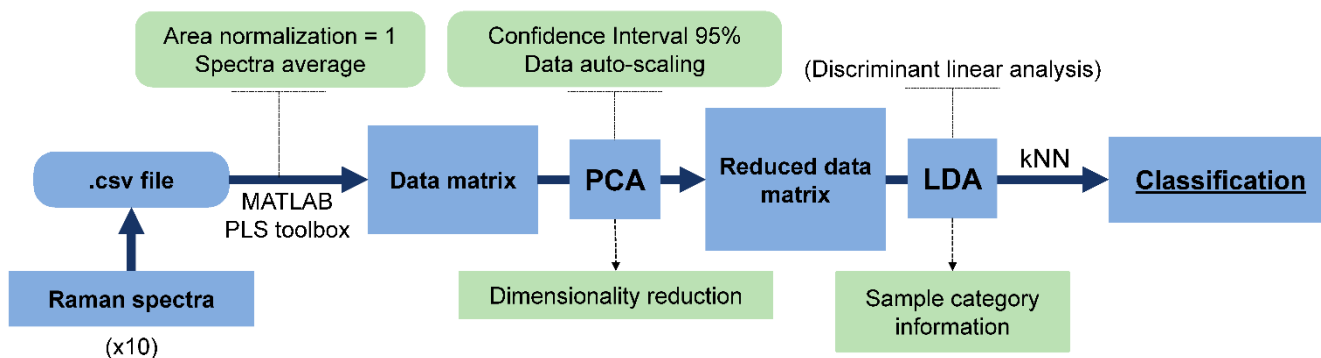 Area normalization = 1
Spectra average
Confidence Interval 95%
Data auto-scaling
(Discriminant linear analysis)
.csv file
MATLAB
PLS toolbox
Data matrix
PCA
Reduced data
matrix
LDA
kNN
Classification
Raman spectra
(x10)
Dimensionality reduction
Sample category
information